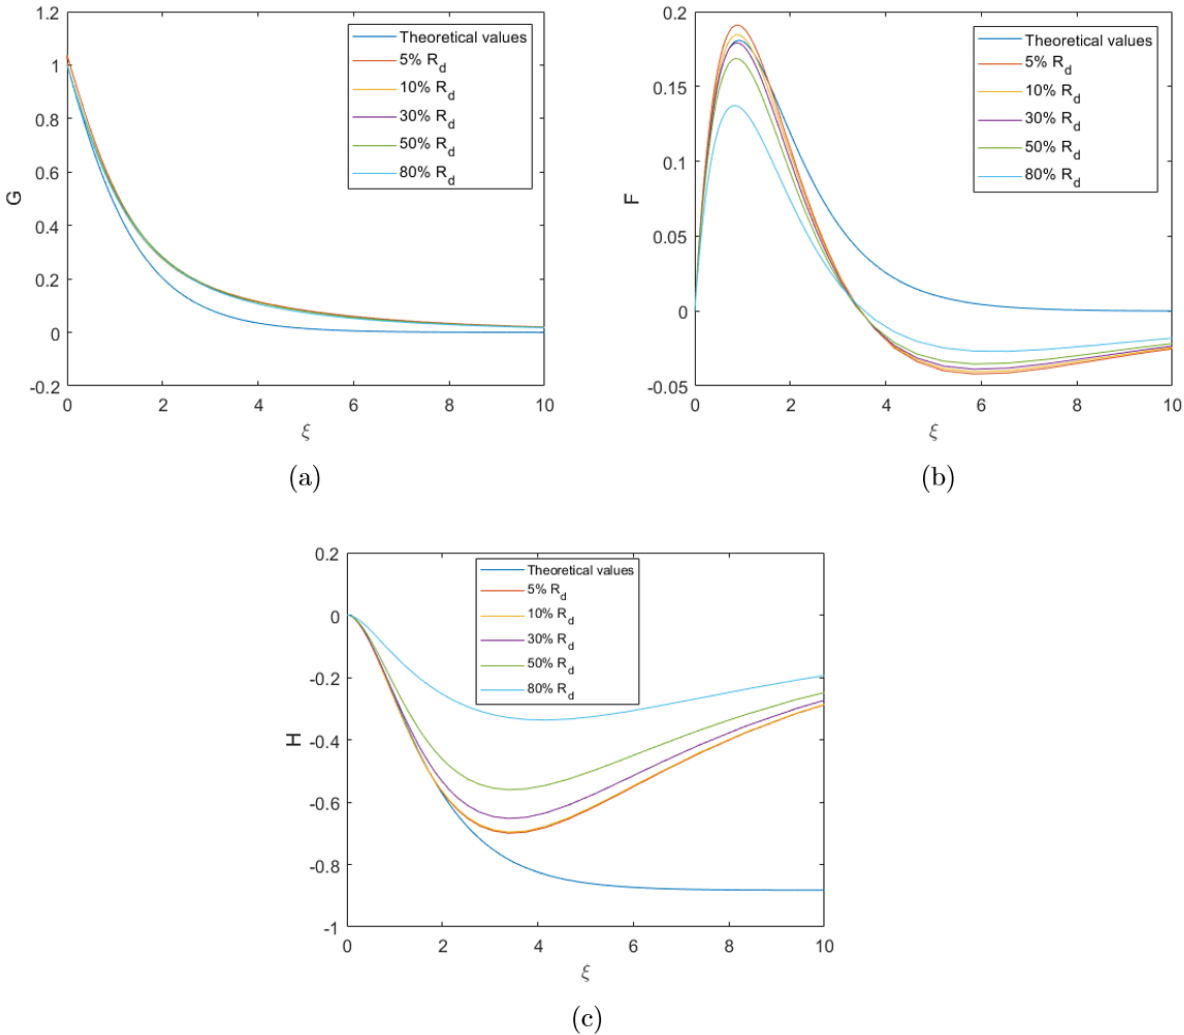 1.2
1
0.8
0.6
0.4
0.2
0
-0.2
G
0 2 4 6 8 10
ξ
Theoretical values
5% R_d
10% R_d
30% R_d
50% R_d
80% R_d
(a)
0.2
0.15
0.1
0.05
0
-0.05
F
0 2 4 6 8 10
ξ
Theoretical values
5% R_d
10% R_d
30% R_d
50% R_d
80% R_d
(b)
0.2
0
-0.2
-0.4
-0.6
-0.8
-1
H
0 2 4 6 8 10
ξ
Theoretical values
5% R_d
10% R_d
30% R_d
50% R_d
80% R_d
(c)